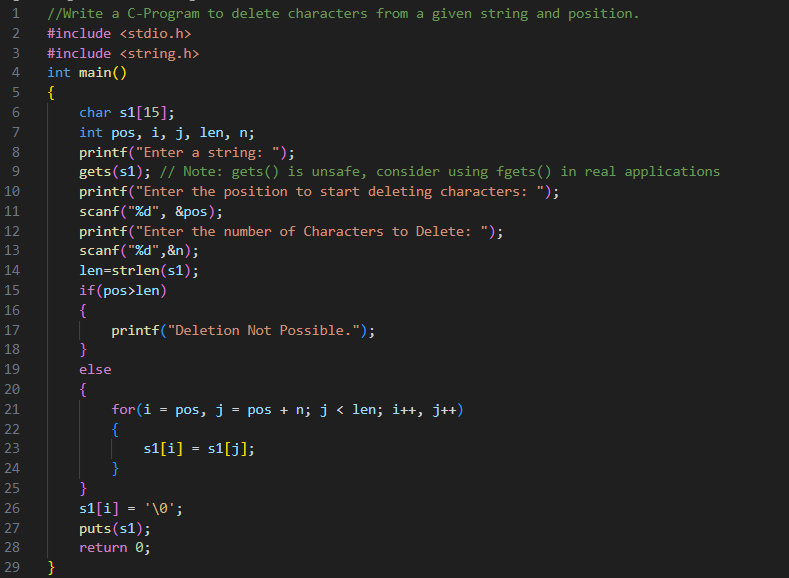 1 //Write a C-Program to delete characters from a given string and position.
2 #include <stdio.h>
3 #include <string.h>
4 int main()
5 {
6     char s1[15];
7     int pos, i, j, len, n;
8     printf("Enter a string: ");
9     gets(s1); // Note: gets() is unsafe, consider using fgets() in real applications
10     printf("Enter the position to start deleting characters: ");
11     scanf("%d", &pos);
12     printf("Enter the number of Characters to Delete: ");
13     scanf("%d",&n);
14     len=strlen(s1);
15     if(pos>len)
16     {
17         printf("Deletion Not Possible.");
18     }
19     else
20     {
21         for(i = pos, j = pos + n; j < len; i++, j++)
22         {
23             s1[i] = s1[j];
24         }
25     }
26     s1[i] = '\0';
27     puts(s1);
28     return 0;
29 }